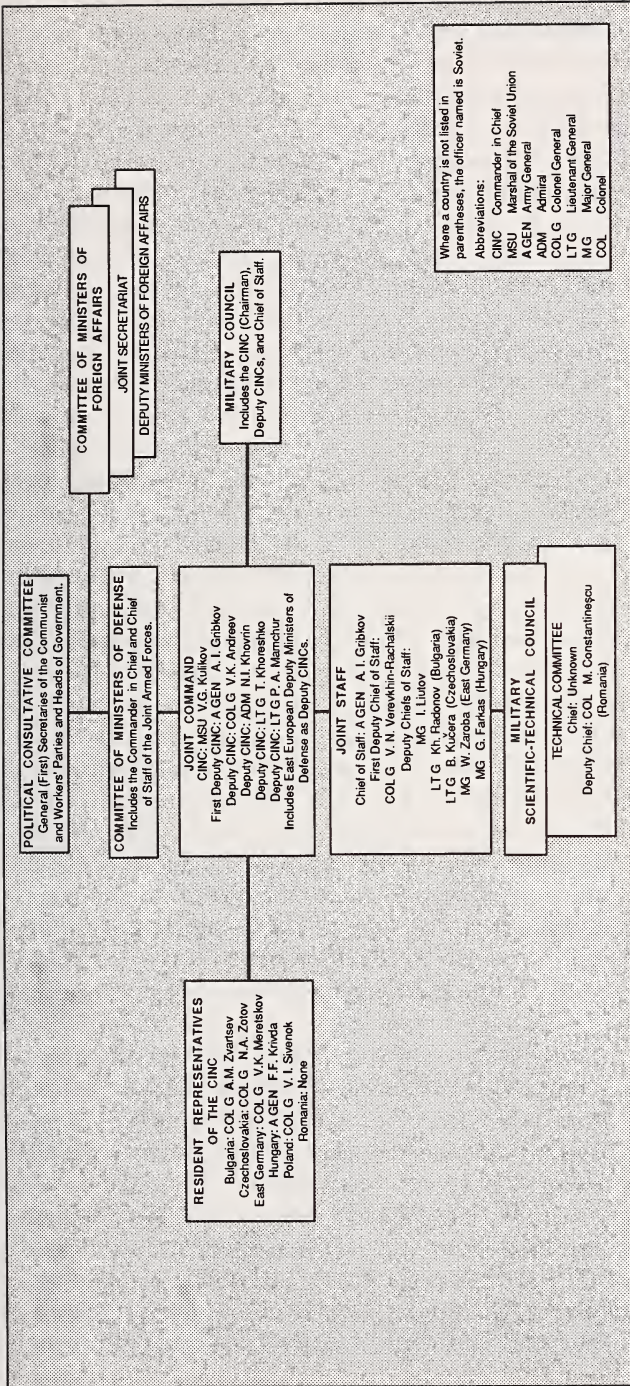 POLITICAL CONSULTATIVE COMMITTEE
General (First) Secretaries of the Communist
and Workers' Parties and Heads of Government.
COMMITTEE OF MINISTERS OF
FOREIGN AFFAIRS
JOINT SECRETARIAT
DEPUTY MINISTERS OF FOREIGN AFFAIRS
COMMITTEE OF MINISTERS OF DEFENSE
Includes the Commander in Chief and Chief
of Staff of the Joint Armed Forces.
RESIDENT REPRESENTATIVES
OF THE CINC
Bulgaria: COL G A.M. Zvartsev
Czechoslovakia: COL G N.A. Zotov
East Germany: COL G V.K. Meretskov
Hungary: A GEN F.F. Krivda
Poland: COL G V.I. Sivenok
Romania: None
JOINT COMMAND
CINC: MSU V.G. Kulikov
First Deputy CINC: A GEN A.I. Gribkov
Deputy CINC: COL G V.K. Andreev
Deputy CINC: ADM N.I. Khovrin
Deputy CINC: LT G T. Khoreshko
Deputy CINC: LT G P.A. Mamchur
Includes East European Deputy Ministers of
Defense as Deputy CINCs.
MILITARY COUNCIL
Includes the CINC (Chairman),
Deputy CINCs, and Chief of Staff.
JOINT STAFF
Chief of Staff: A GEN A.I. Gribkov
First Deputy Chief of Staff:
COL G V.N. Verevkhin-Rachalskii
Deputy Chiefs of Staff:
MG I. Liutov
LT G Kh. Radonov (Bulgaria)
LT G B. Kučera (Czechoslovakia)
MG W. Zaroba (East Germany)
MG G. Farkas (Hungary)
MILITARY
SCIENTIFIC-TECHNICAL COUNCIL
TECHNICAL COMMITTEE
Chief: Unknown
Deputy Chief: COL M. Constantineşcu
(Romania)
Where a country is not listed in
parentheses, the officer named is Soviet.
Abbreviations:
CINC Commander in Chief
MSU Marshal of the Soviet Union
A GEN Army General
ADM Admiral
COL G Colonel General
LT G Lieutenant General
MG Major General
COL Colonel